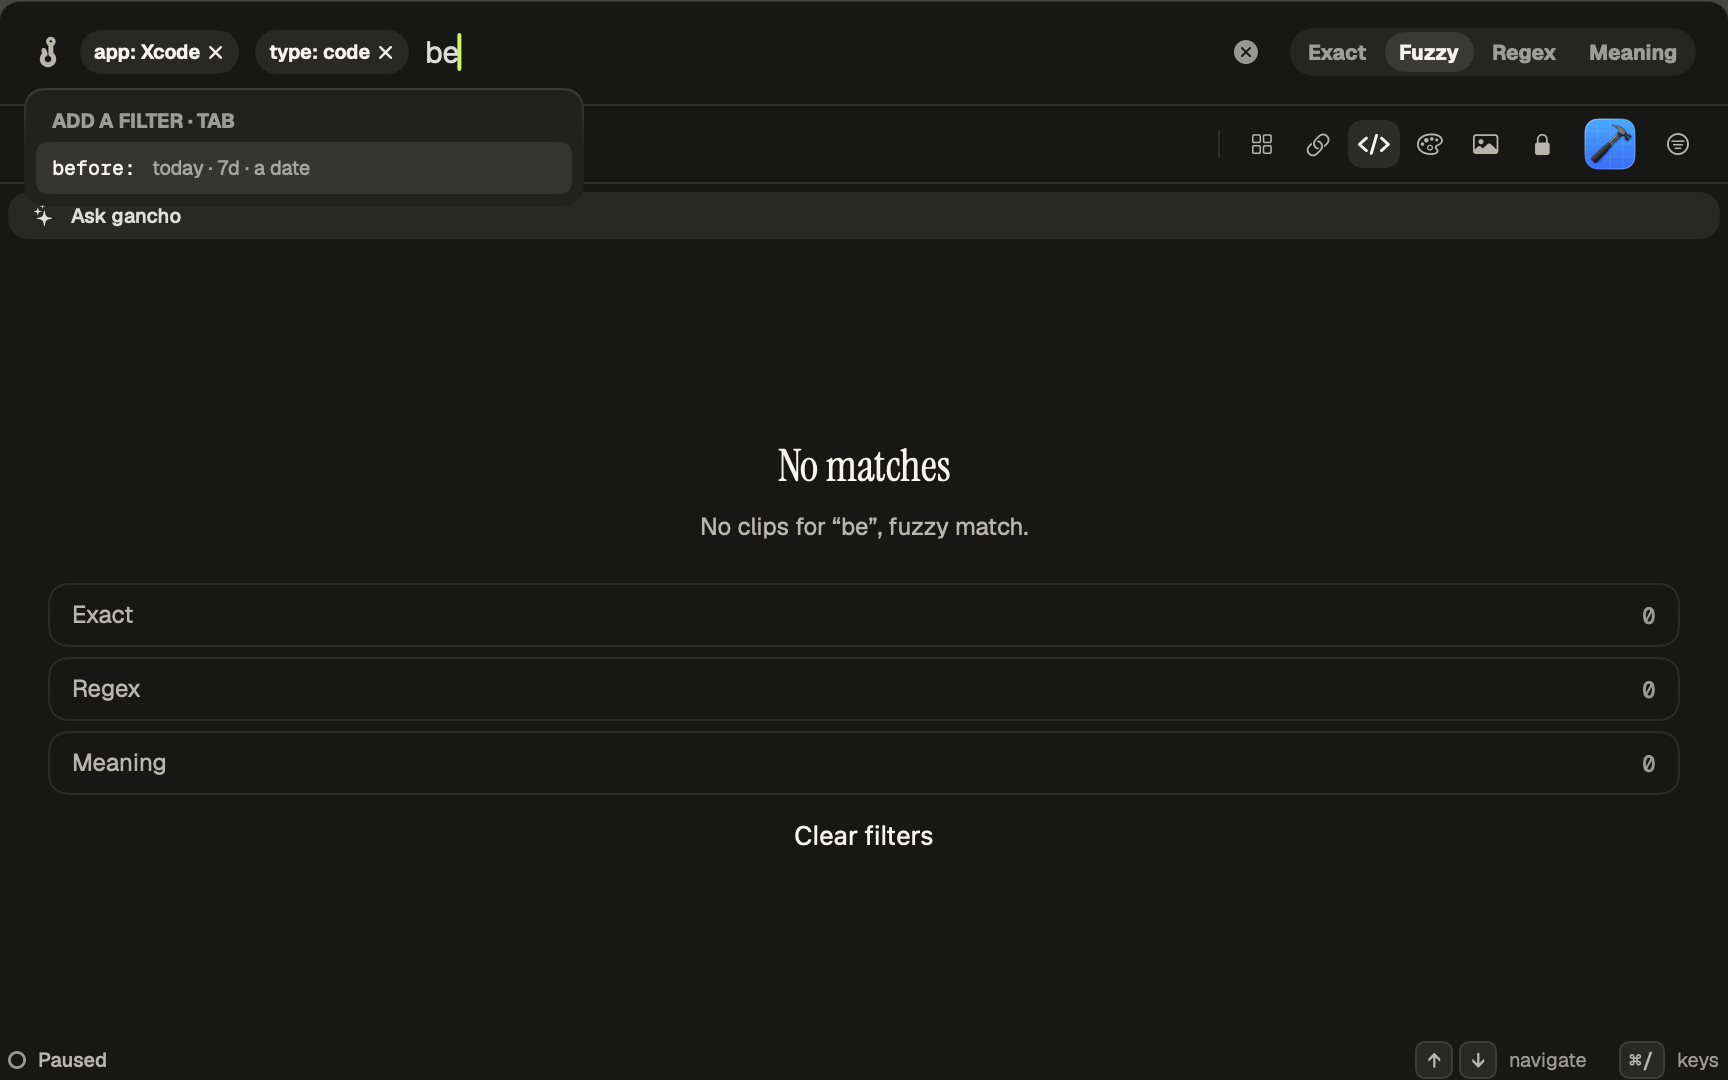 app: Xcode ✕ type: code ✕ be Exact Fuzzy Regex Meaning
ADD A FILTER · TAB
before: today · 7d · a date
Ask gancho
No matches
No clips for “be”, fuzzy match.
Exact 0
Regex 0
Meaning 0
Clear filters
Paused ↑ ↓ navigate ⌘/ keys